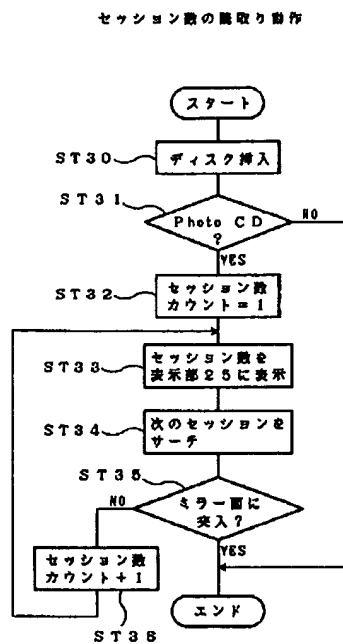 セッション数の読取り動作
スタート
ST30
ディスク挿入
ST31
Photo CD
?
NO
YES
ST32
セッション数
カウント=1
ST33
セッション数を
表示部25に表示
ST34
次のセッションを
サーチ
ST35
ミラー面に
突入?
NO
YES
セッション数
カウント+1
ST36
エンド